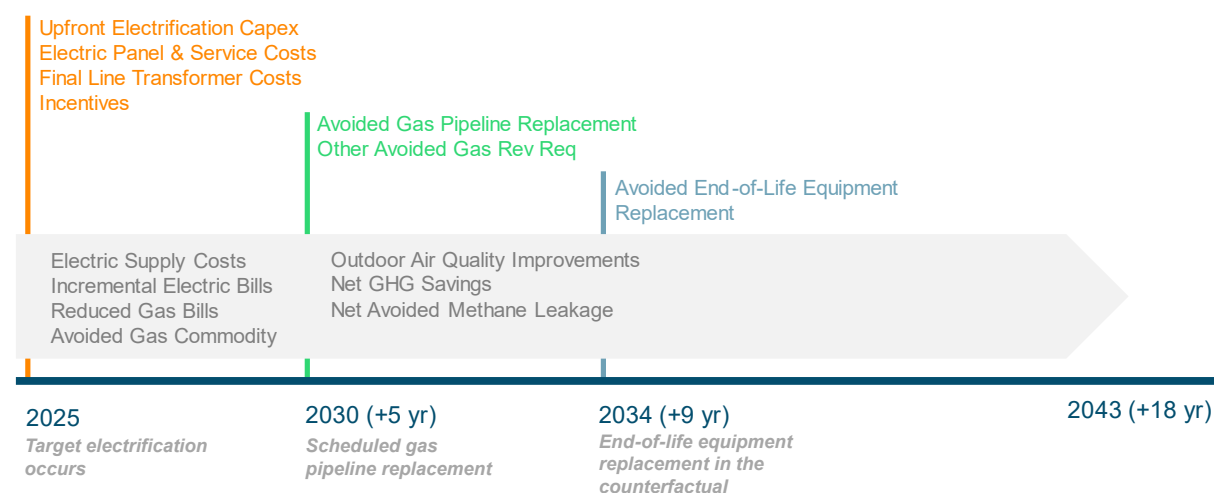 Upfront Electrification Capex
Electric Panel & Service Costs
Final Line Transformer Costs
Incentives
Avoided Gas Pipeline Replacement
Other Avoided Gas Rev Req
Avoided End-of-Life Equipment
Replacement
Electric Supply Costs
Incremental Electric Bills
Reduced Gas Bills
Avoided Gas Commodity
Outdoor Air Quality Improvements
Net GHG Savings
Net Avoided Methane Leakage
2025
Target electrification
occurs
2030 (+5 yr)
Scheduled gas
pipeline replacement
2034 (+9 yr)
End-of-life equipment
replacement in the
counterfactual
2043 (+18 yr)